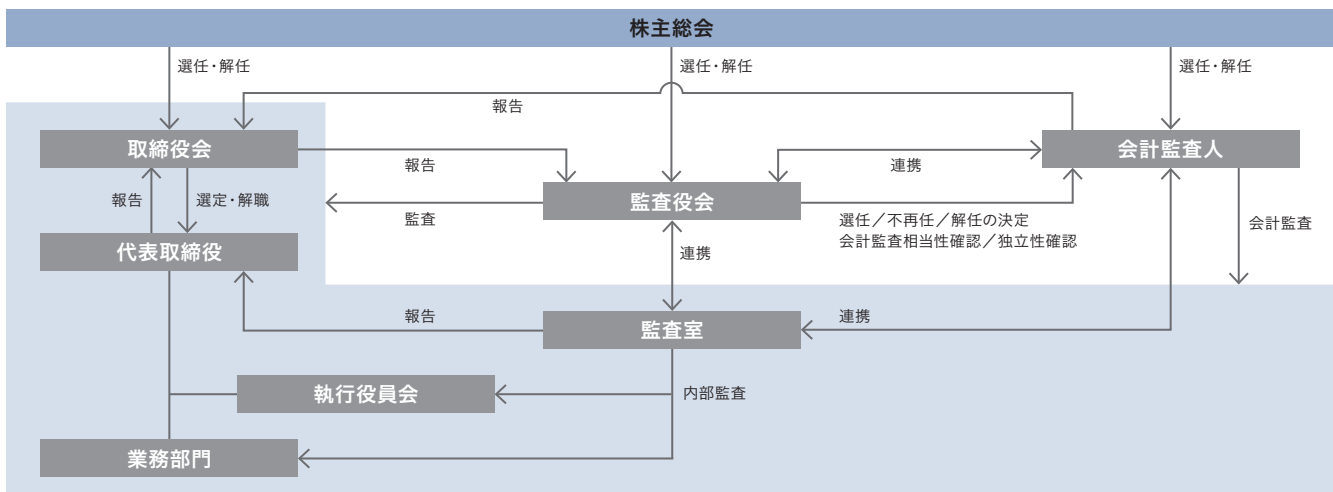 株主総会
選任・解任
選任・解任
選任・解任
報告
取締役会
会計監査人
報告
連携
報告
選定・解職
監査役会
監査
選任／不再任／解任の決定
会計監査相当性確認／独立性確認
会計監査
代表取締役
連携
報告
監査室
連携
執行役員会
内部監査
業務部門